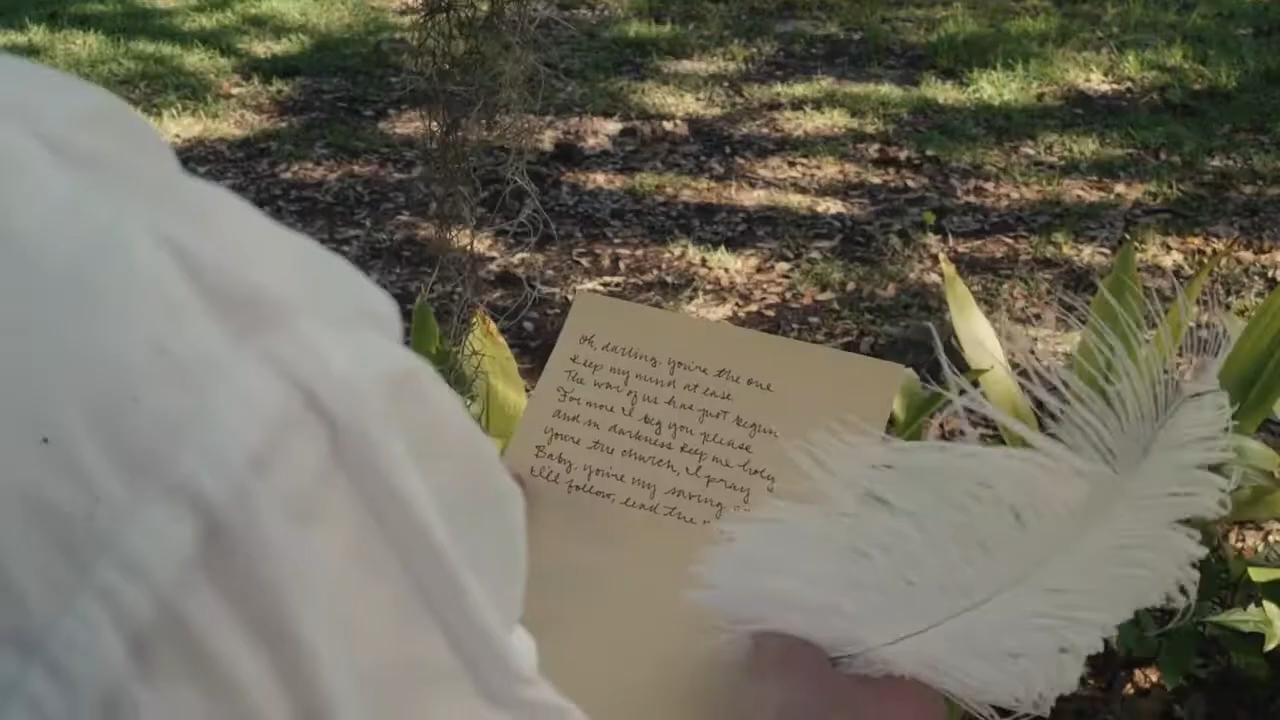 Oh, darling, you're the one
Keep my mind at ease
The war of us has just begun
For more I beg you please
and in darkness keep me holy
you're the church, I pray
Baby, you're my saving
I'll follow, lead the